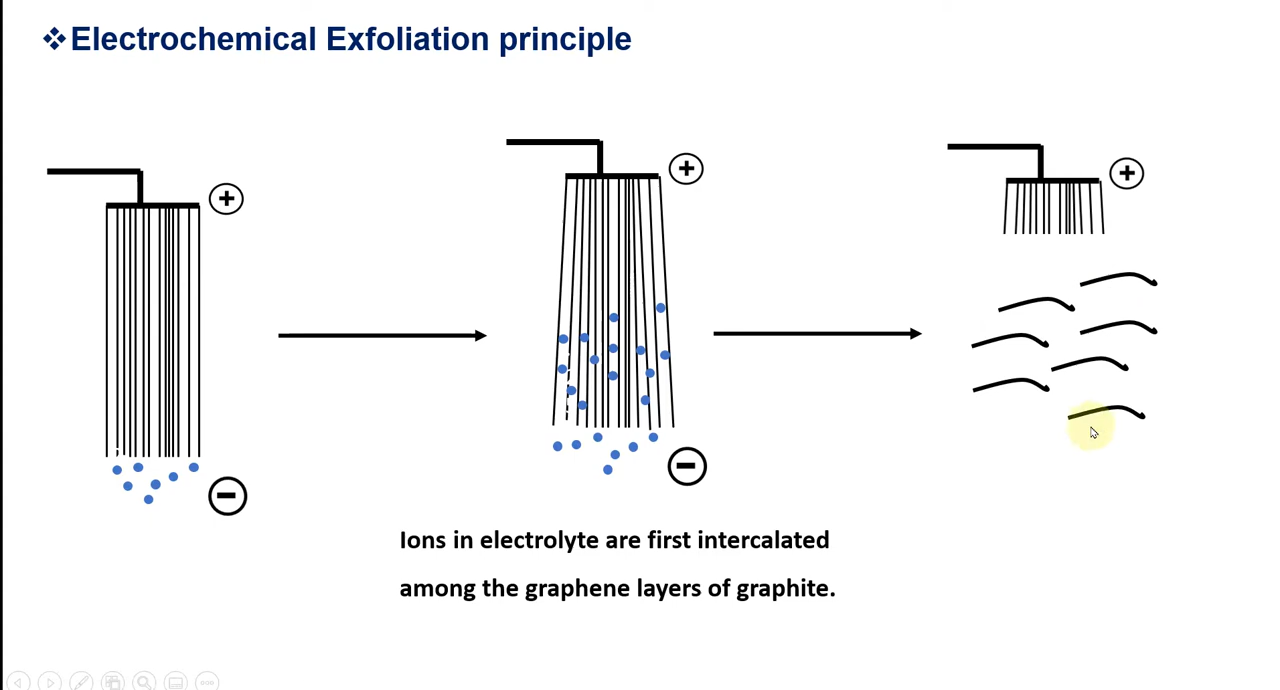 ❖Electrochemical Exfoliation principle
+
+
+
−
−
Ions in electrolyte are first intercalated
among the graphene layers of graphite.